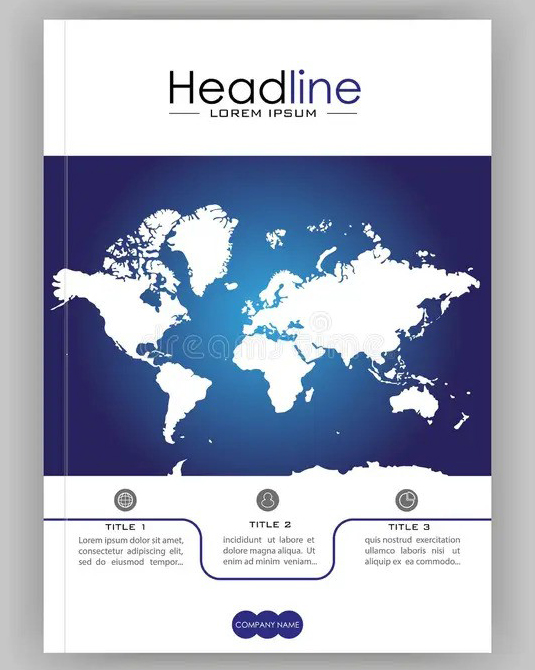 Headline
LOREM IPSUM
dreamstime
TITLE 1
Lorem ipsum dolor sit amet,
consectetur adipiscing elit,
sed do eiusmod tempor...
TITLE 2
incididunt ut labore et
dolore magna aliqua. Ut
enim ad minim veniam...
TITLE 3
quis nostrud exercitation
ullamco laboris nisi ut
aliquip ex ea commodo...
COMPANY NAME